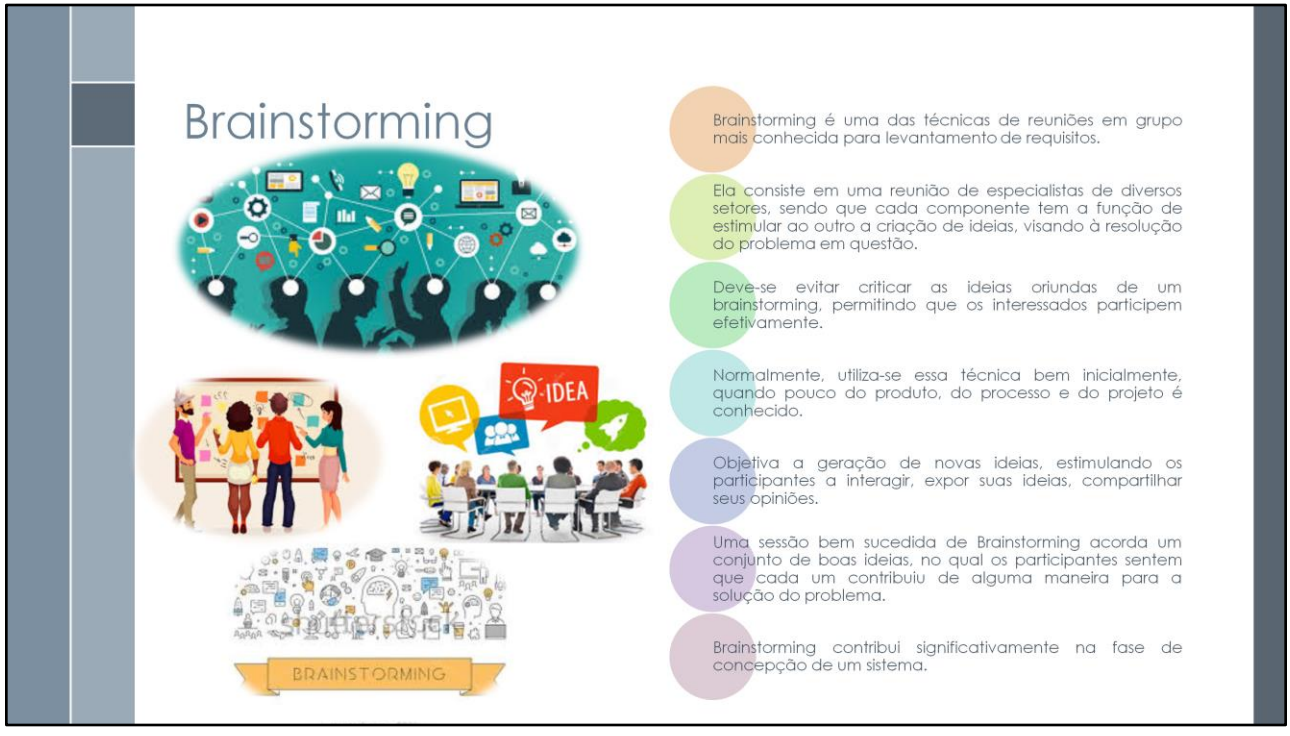 Brainstorming
IDEA
shutterstock
BRAINSTORMING
Brainstorming é uma das técnicas de reuniões em grupo
mais conhecida para levantamento de requisitos.
Ela consiste em uma reunião de especialistas de diversos
setores, sendo que cada componente tem a função de
estimular ao outro a criação de ideias, visando à resolução
do problema em questão.
Deve-se evitar criticar as ideias oriundas de um
brainstorming, permitindo que os interessados participem
efetivamente.
Normalmente, utiliza-se essa técnica bem inicialmente,
quando pouco do produto, do processo e do projeto é
conhecido.
Objetiva a geração de novas ideias, estimulando os
participantes a interagir, expor suas ideias, compartilhar
seus opiniões.
Uma sessão bem sucedida de Brainstorming acorda um
conjunto de boas ideias, no qual os participantes sentem
que cada um contribuiu de alguma maneira para a
solução do problema.
Brainstorming contribui significativamente na fase de
concepção de um sistema.